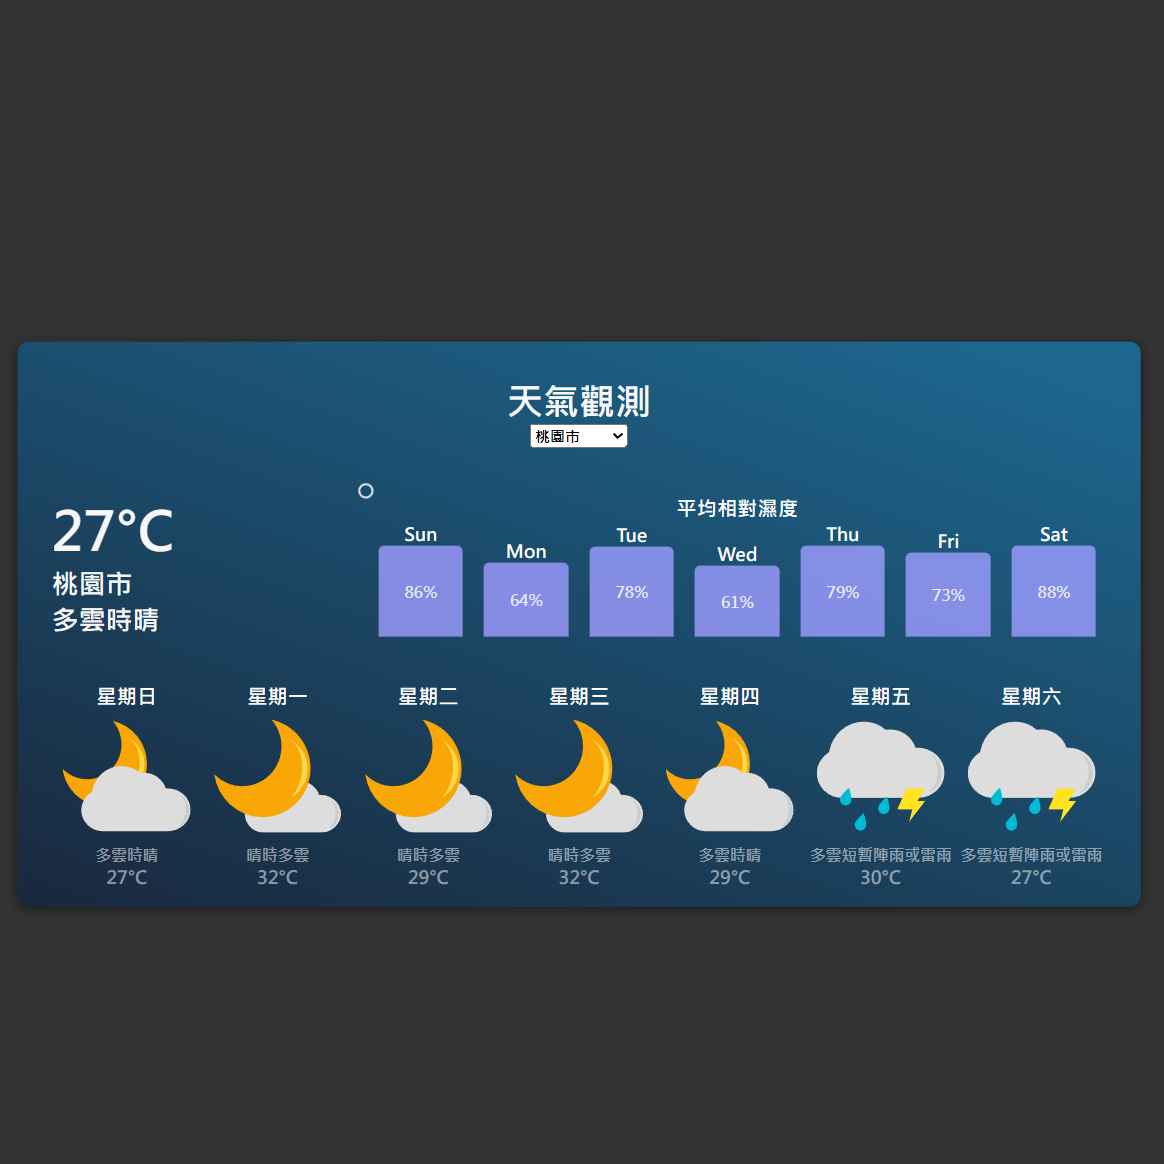 天氣觀測
桃園市
27°C
桃園市
多雲時晴
平均相對濕度
Sun Mon Tue Wed Thu Fri Sat
86% 64% 78% 61% 79% 73% 88%
星期日 星期一 星期二 星期三 星期四 星期五 星期六
多雲時晴 晴時多雲 晴時多雲 晴時多雲 多雲時晴 多雲短暫陣雨或雷雨 多雲短暫陣雨或雷雨
27°C 32°C 29°C 32°C 29°C 30°C 27°C